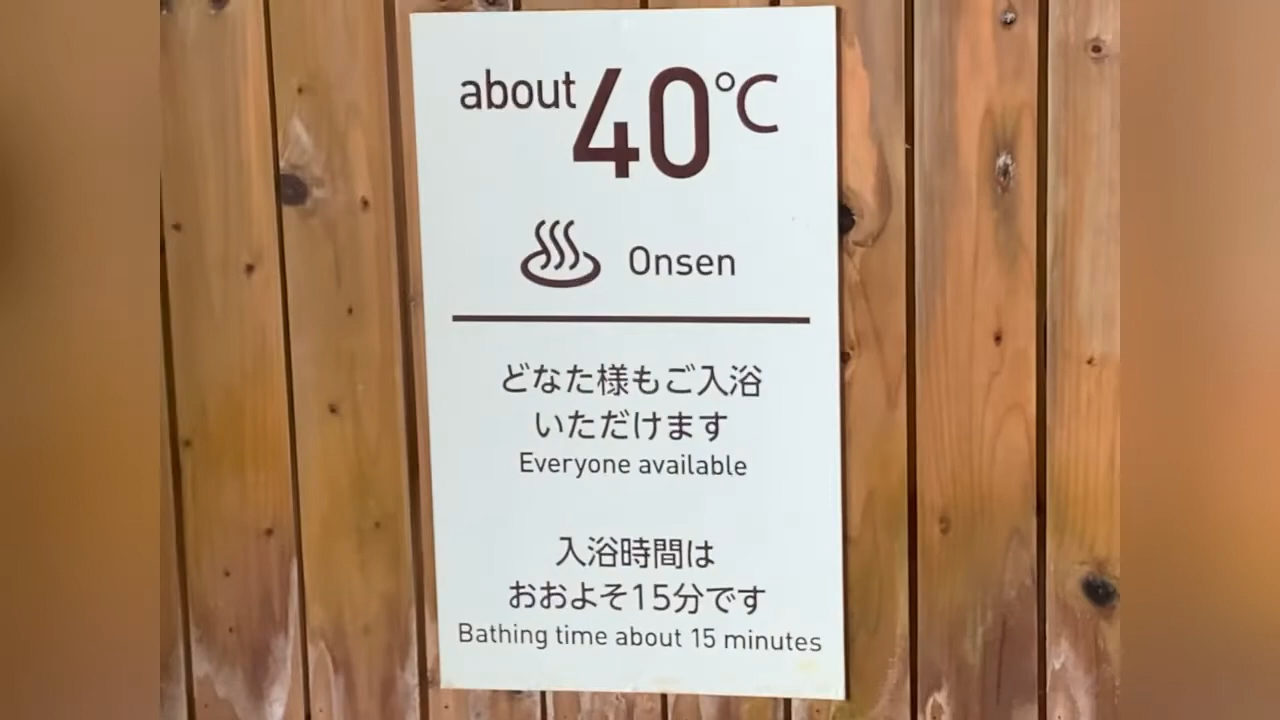 about 40℃
Onsen
どなた様もご入浴
いただけます
Everyone available
入浴時間は
おおよそ15分です
Bathing time about 15 minutes